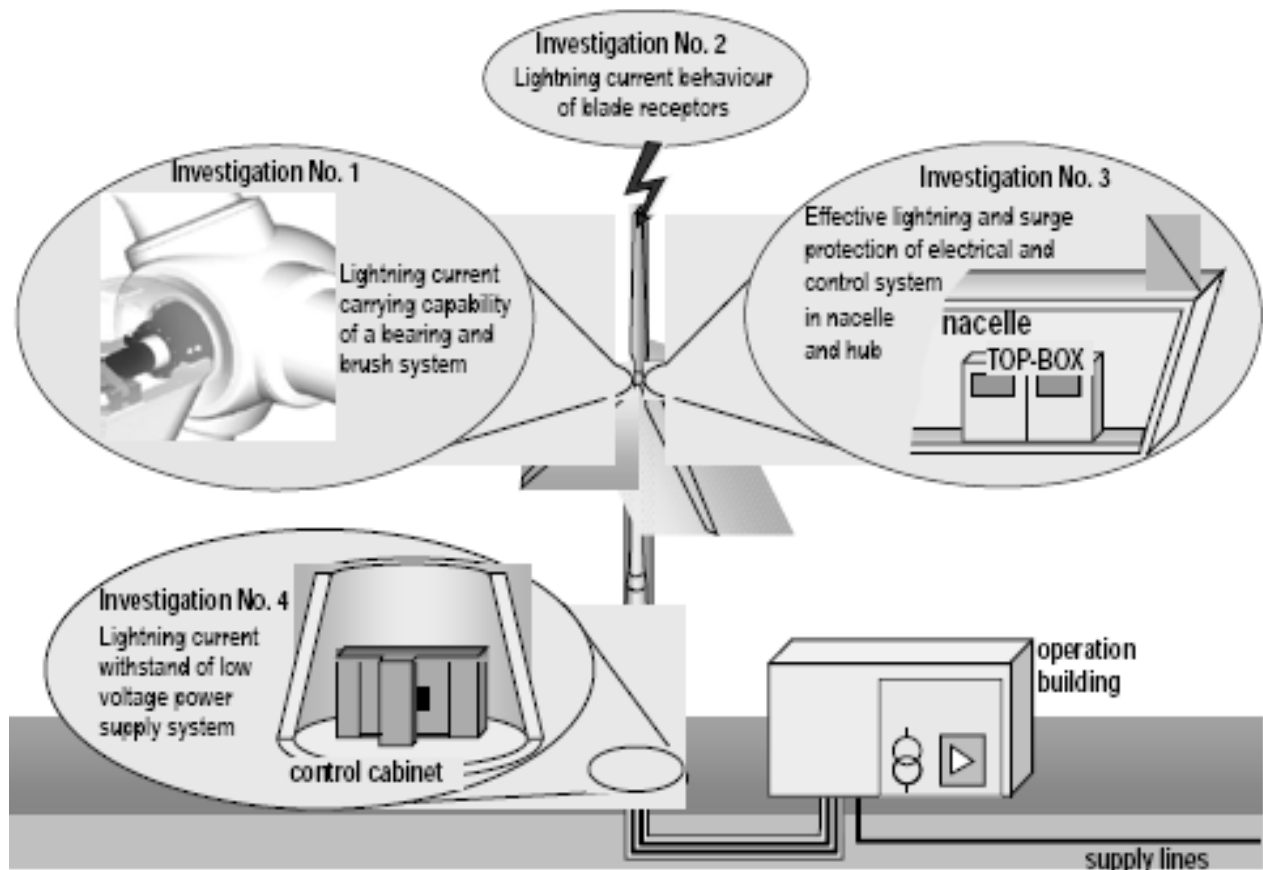 Investigation No. 2
Lightning current behaviour
of blade receptors
Investigation No. 1
Lightning current
carrying capability
of a bearing and
brush system
Investigation No. 3
Effective lightning and surge
protection of electrical and
control system
in nacelle
and hub
nacelle
TOP-BOX
Investigation No. 4
Lightning current
withstand of low
voltage power
supply system
control cabinet
operation
building
supply lines